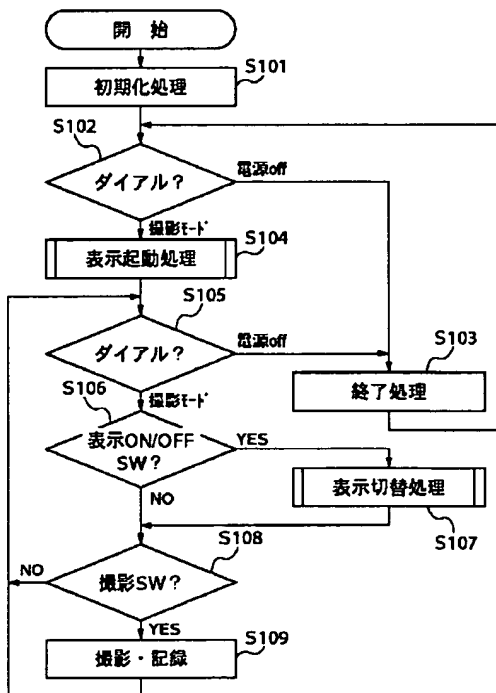 開 始
S101
初期化処理
S102
ダイアル?
電源off
撮影モード
S104
表示起動処理
S105
ダイアル?
電源off
S103
終了処理
S106
撮影モード
表示ON/OFF
SW?
YES
表示切替処理
NO
S107
S108
NO
撮影SW?
YES
S109
撮影・記録